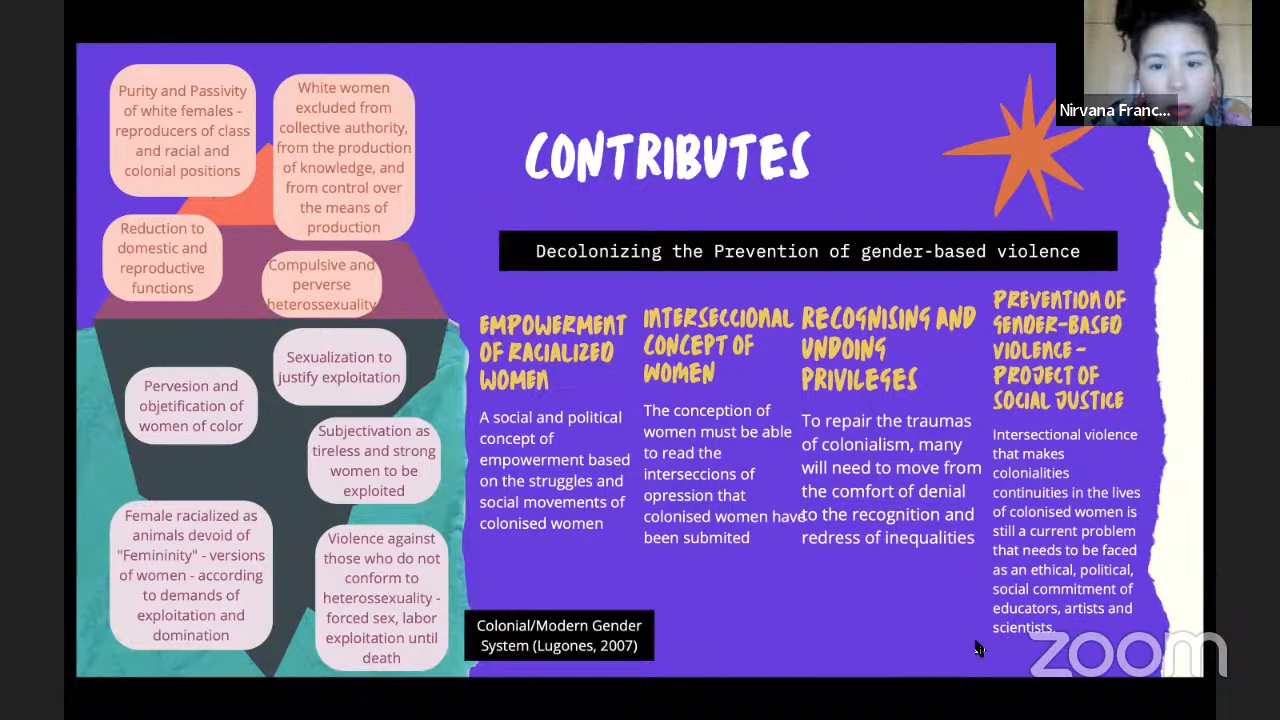 Purity and Passivity
of white females -
reproducers of class
and racial and
colonial positions
White women
excluded from
collective authority,
from the production
of knowledge, and
from control over
the means of
production
Reduction to
domestic and
reproductive
functions
Compulsive and
perverse
heterossexuality
Sexualization to
justify exploitation
Pervesion and
objetification of
women of color
Subjectivation as
tireless and strong
women to be
exploited
Female racialized as
animals devoid of
"Femininity" - versions
of women - according
to demands of
exploitation and
domination
Violence against
those who do not
conform to
heterossexuality -
forced sex, labor
exploitation until
death
Colonial/Modern Gender
System (Lugones, 2007)
CONTRIBUTES
Decolonizing the Prevention of gender-based violence
EMPOWERMENT
OF RACIALIZED
WOMEN
A social and political
concept of
empowerment based
on the struggles and
social movements of
colonised women
INTERSECCIONAL
CONCEPT OF
WOMEN
The conception of
women must be able
to read the
interseccions of
opression that
colonised women have
been submited
RECOGNISING AND
UNDOING
PRIVILEGES
To repair the traumas
of colonialism, many
will need to move from
the comfort of denial
to the recognition and
redress of inequalities
PREVENTION OF
GENDER-BASED
VIOLENCE -
PROJECT OF
SOCIAL JUSTICE
Intersectional violence
that makes
colonialities
continuities in the lives
of colonised women is
still a current problem
that needs to be faced
as an ethical, political,
social commitment of
educators, artists and
scientists.
Nirvana Franc...
zoom